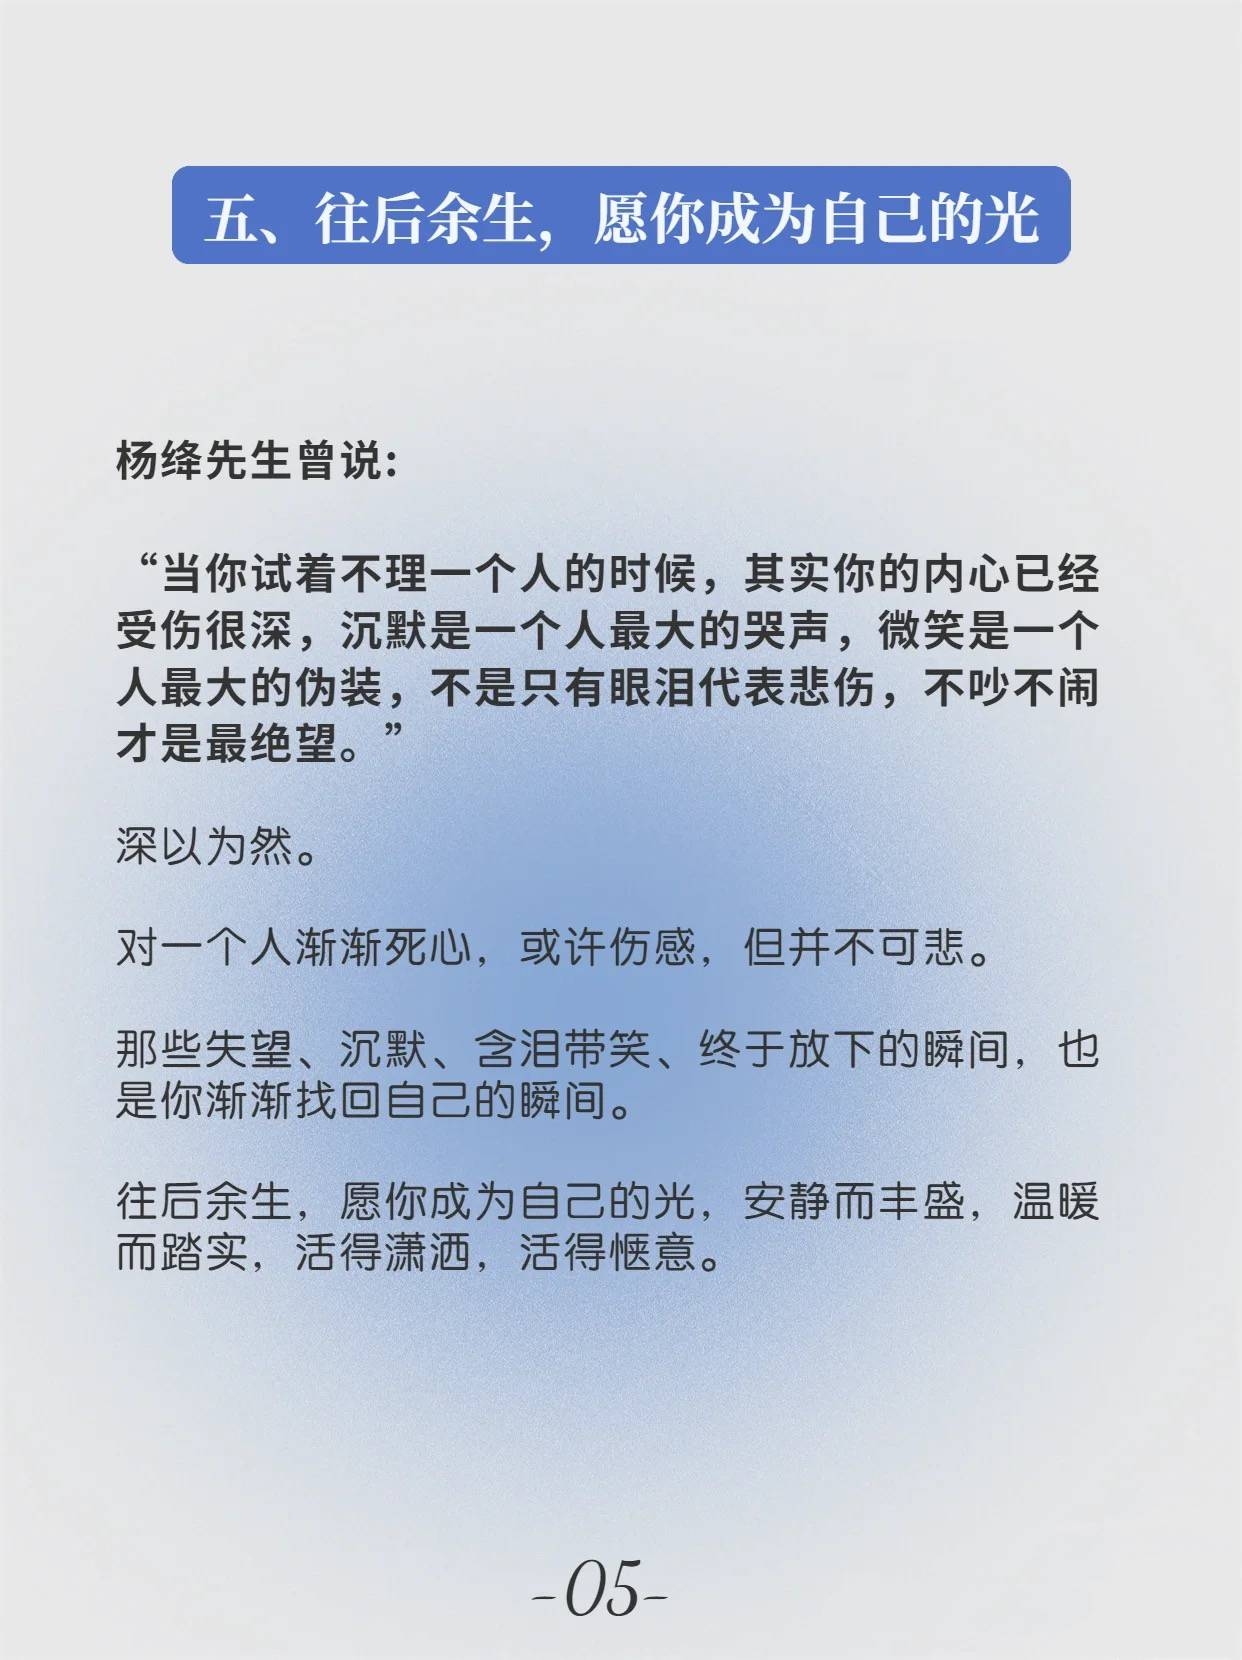 五、往后余生，愿你成为自己的光
杨绛先生曾说：
“当你试着不理一个人的时候，其实你的内心已经
受伤很深，沉默是一个人最大的哭声，微笑是一个
人最大的伪装，不是只有眼泪代表悲伤，不吵不闹
才是最绝望。”
深以为然。
对一个人渐渐死心，或许伤感，但并不可悲。
那些失望、沉默、含泪带笑、终于放下的瞬间，也
是你渐渐找回自己的瞬间。
往后余生，愿你成为自己的光，安静而丰盛，温暖
而踏实，活得潇洒，活得惬意。
-05-